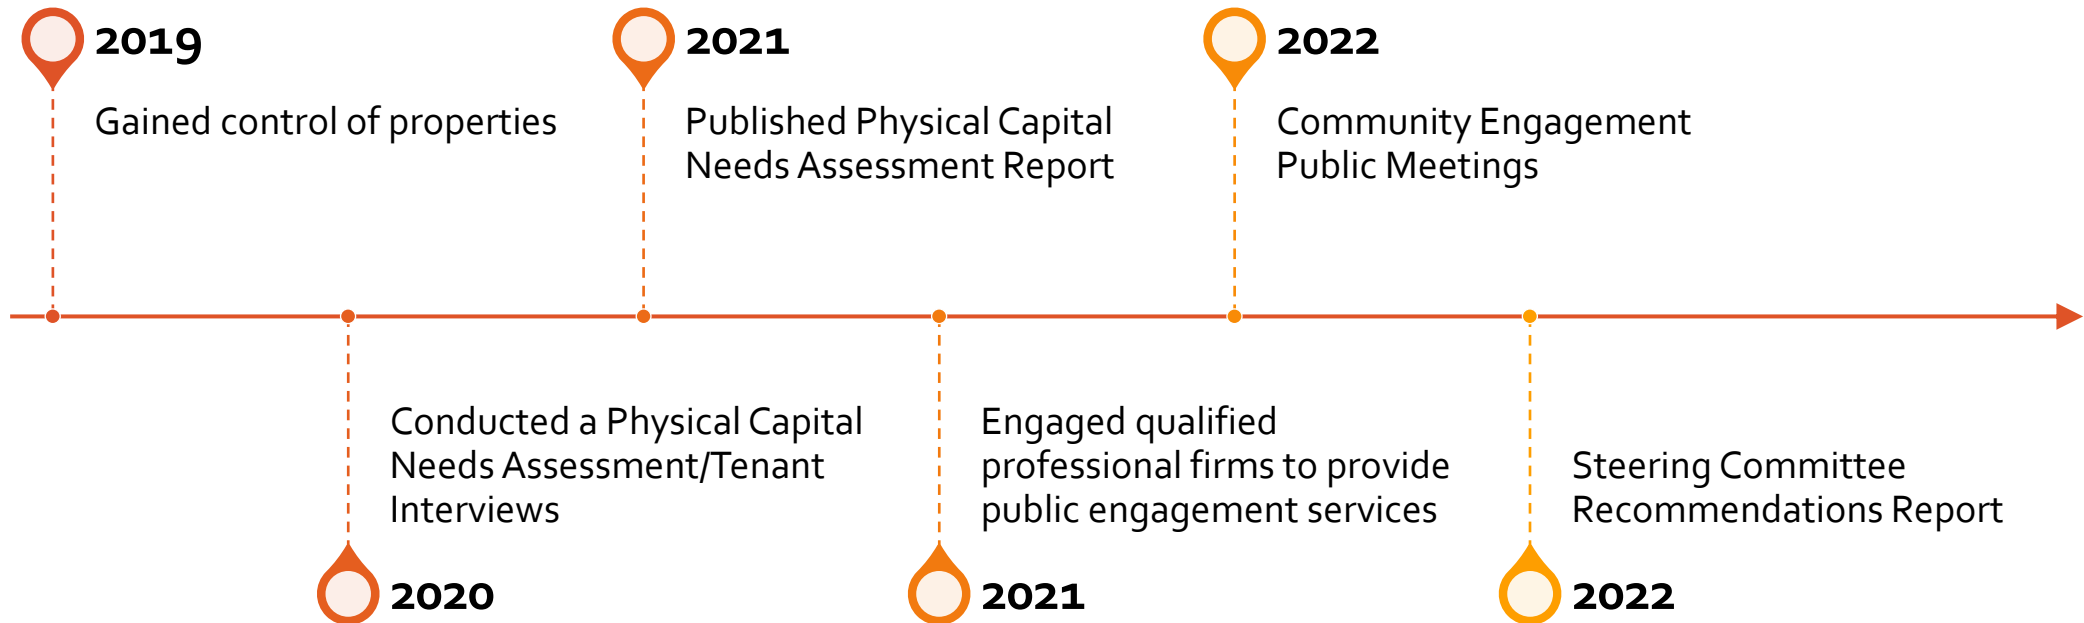 2019
Gained control of properties
2021
Published Physical Capital
Needs Assessment Report
2022
Community Engagement
Public Meetings
Conducted a Physical Capital
Needs Assessment/Tenant
Interviews
2020
Engaged qualified
professional firms to provide
public engagement services
2021
Steering Committee
Recommendations Report
2022